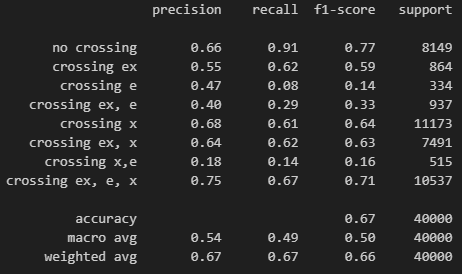 precision recall f1-score support
no crossing 0.66 0.91 0.77 8149
crossing ex 0.55 0.62 0.59 864
crossing e 0.47 0.08 0.14 334
crossing ex, e 0.40 0.29 0.33 937
crossing x 0.68 0.61 0.64 11173
crossing ex, x 0.64 0.62 0.63 7491
crossing x,e 0.18 0.14 0.16 515
crossing ex, e, x 0.75 0.67 0.71 10537
accuracy 0.67 40000
macro avg 0.54 0.49 0.50 40000
weighted avg 0.67 0.67 0.66 40000